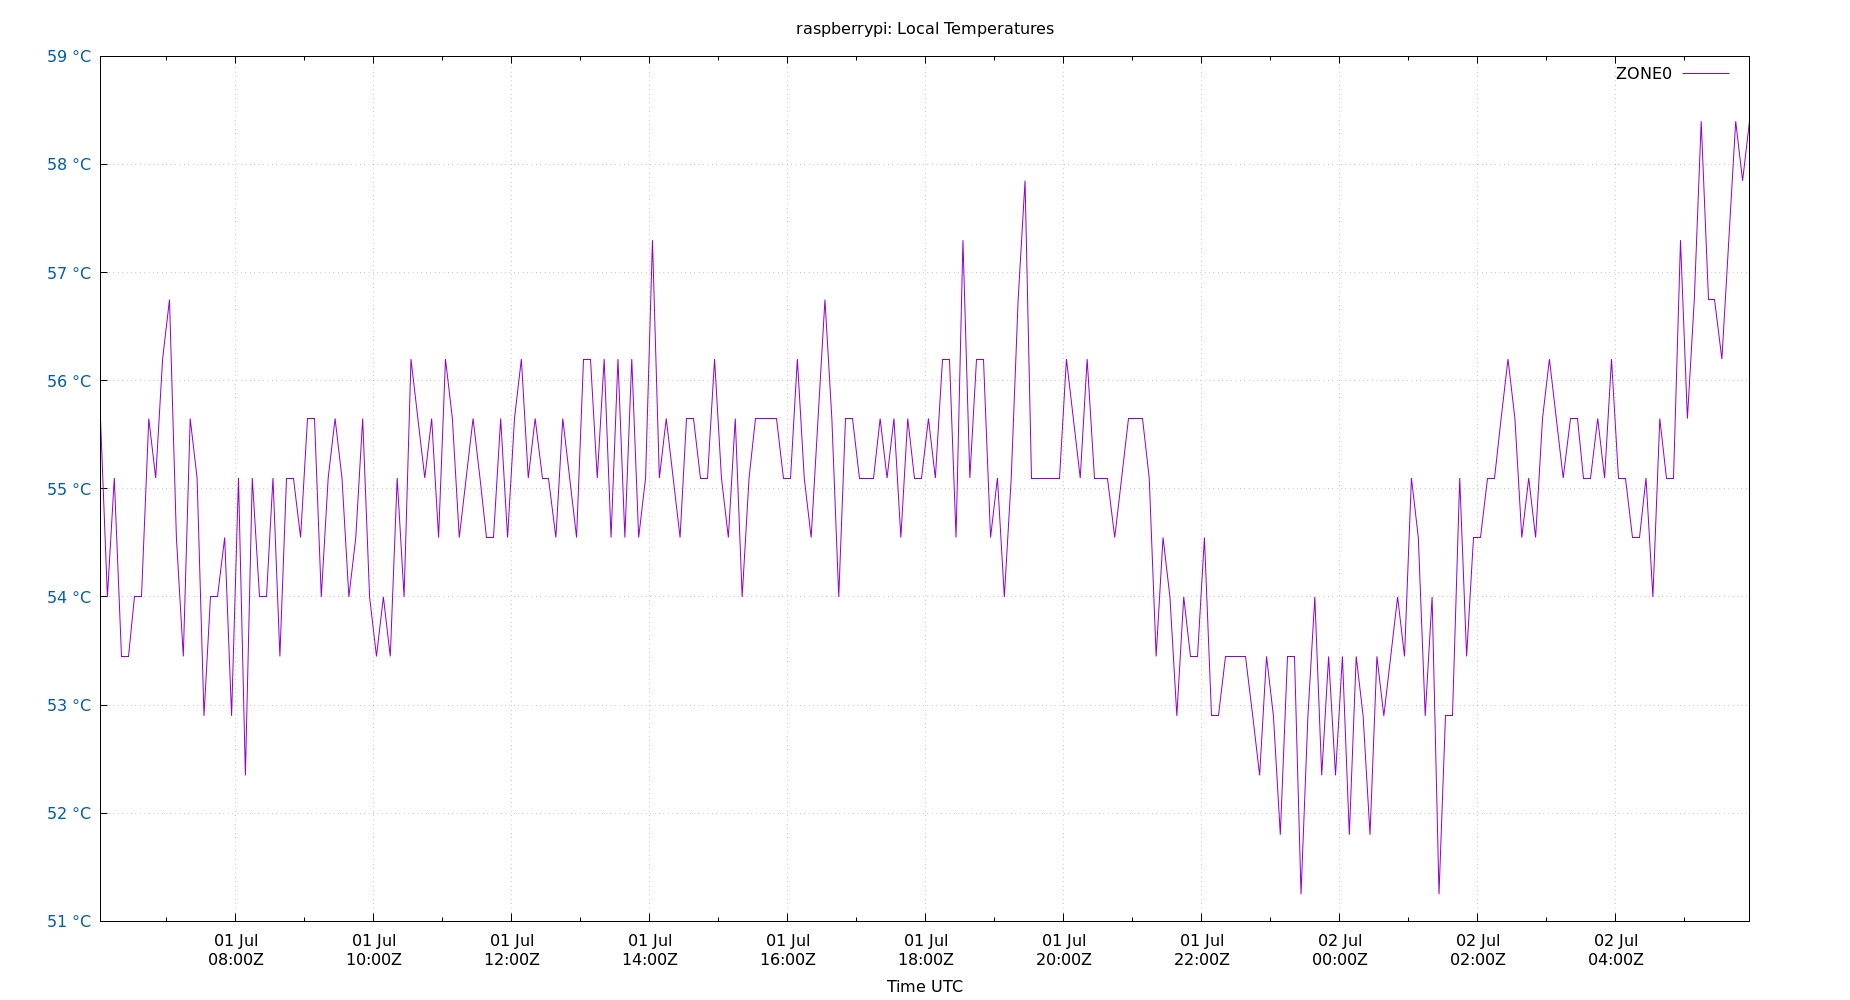 raspberrypi: Local Temperatures
59 °C
ZONE0
58 °C
57 °C
56 °C
55 °C
54 °C
53 °C
52 °C
51 °C
01 Jul 01 Jul 01 Jul 01 Jul 01 Jul 01 Jul 01 Jul 01 Jul 02 Jul 02 Jul 02 Jul
08:00Z 10:00Z 12:00Z 14:00Z 16:00Z 18:00Z 20:00Z 22:00Z 00:00Z 02:00Z 04:00Z
Time UTC